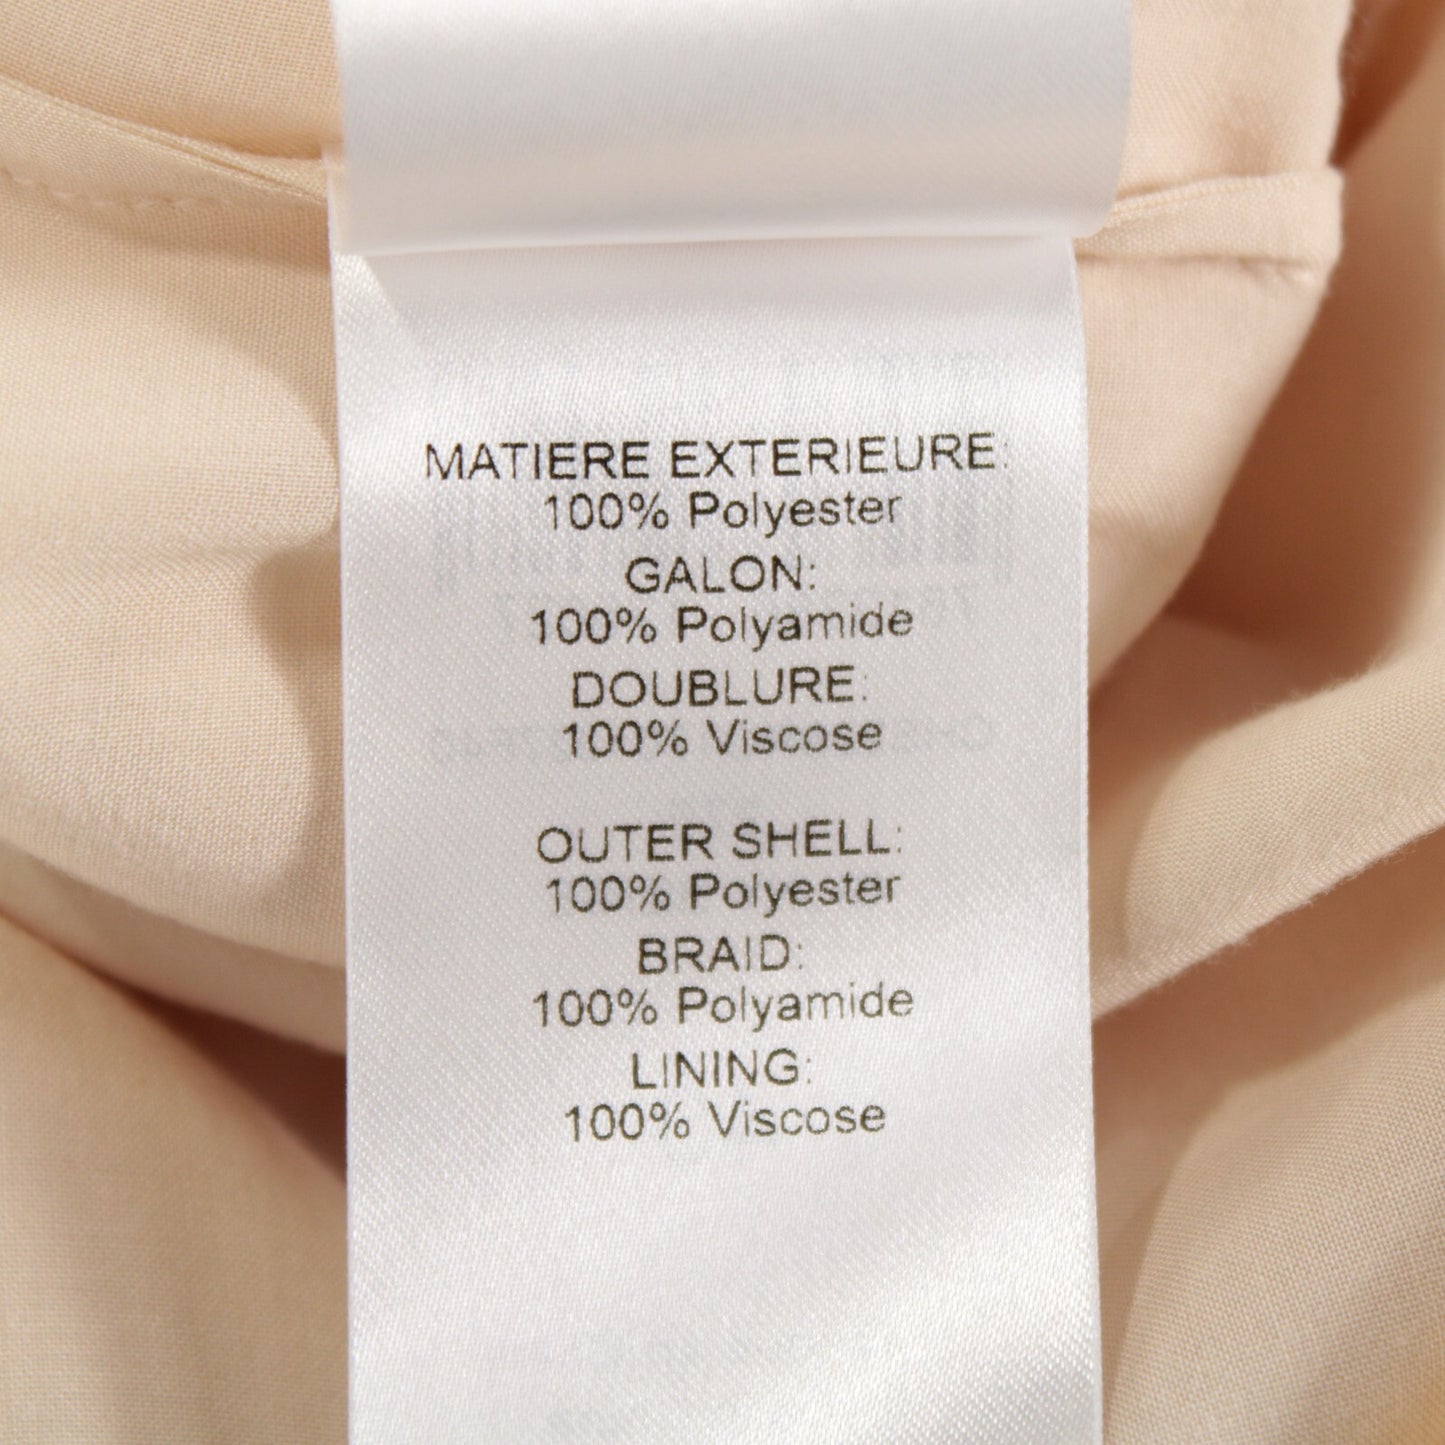 MATIERE EXTERIEURE:
100% Polyester
GALON:
100% Polyamide
DOUBLURE:
100% Viscose
OUTER SHELL:
100% Polyester
BRAID:
100% Polyamide
LINING:
100% Viscose